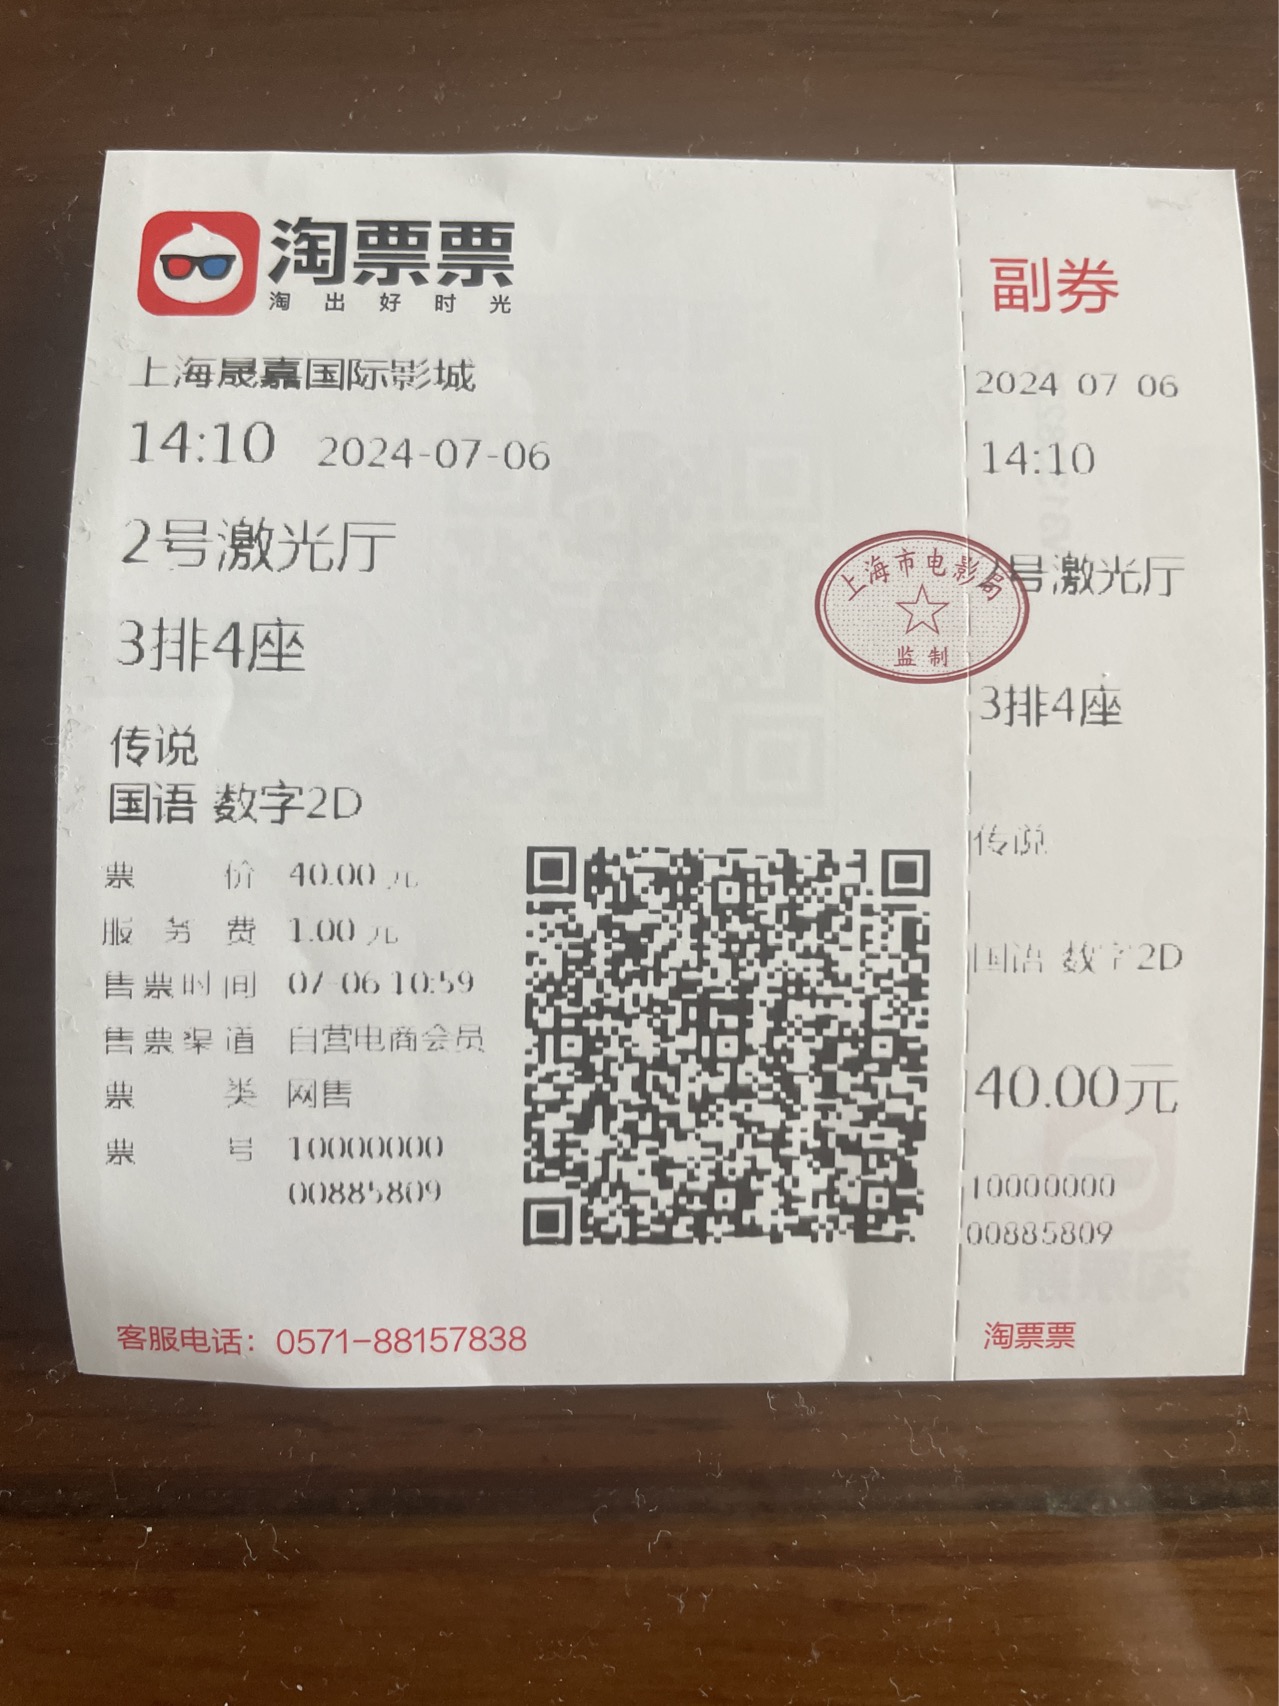 淘票票
淘出好时光
上海晟嘉国际影城
14:10 2024-07-06
2号激光厅
3排4座
传说
国语 数字2D
票价 40.00 元
服务费 1.00 元
售票时间 07-06 10:59
售票渠道 自营电商会员
票类 网售
票号 10000000
00885809
客服电话：0571-88157838
上海市电影局
监制
副券
2024 07 06
14:10
号激光厅
3排4座
传说
国语 数字2D
40.00元
10000000
00885809
淘票票